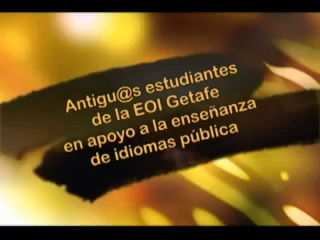 Antigu@s estudiantes
de la EOI Getafe
en apoyo a la enseñanza
de idiomas pública